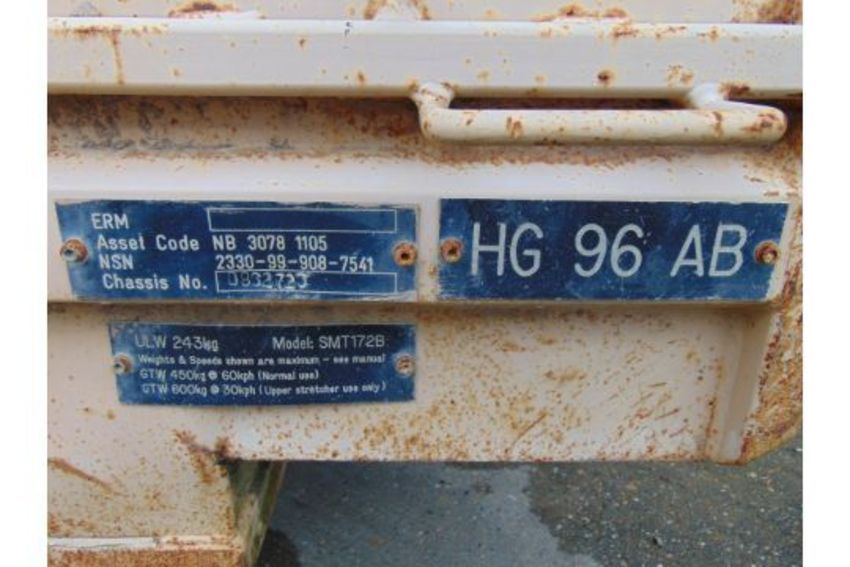 ERM
Asset Code NB 3078 1105
NSN 2330-99-908-7541
Chassis No. 0832723
HG 96 AB
ULW 243kg Model: SMT172B
Weights & Speeds shown are maximum - see manual
GTW 450kg @ 60kph (Normal use)
GTW 600kg @ 30kph (Upper stretcher use only)